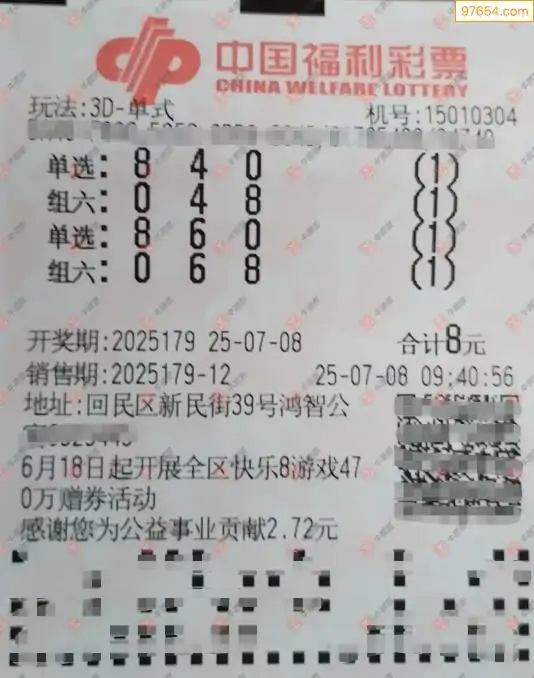 97654.com
中国福利彩票
CHINA WELFARE LOTTERY
玩法:3D-单式 机号:15010304
单选: 8 4 0 (1)
组六: 0 4 8 (1)
单选: 8 6 0 (1)
组六: 0 6 8 (1)
开奖期:2025179 25-07-08 合计8元
销售期:2025179-12 25-07-08 09:40:56
地址:回民区新民街39号鸿智公
6月18日起开展全区快乐8游戏47
0万赠券活动
感谢您为公益事业贡献2.72元